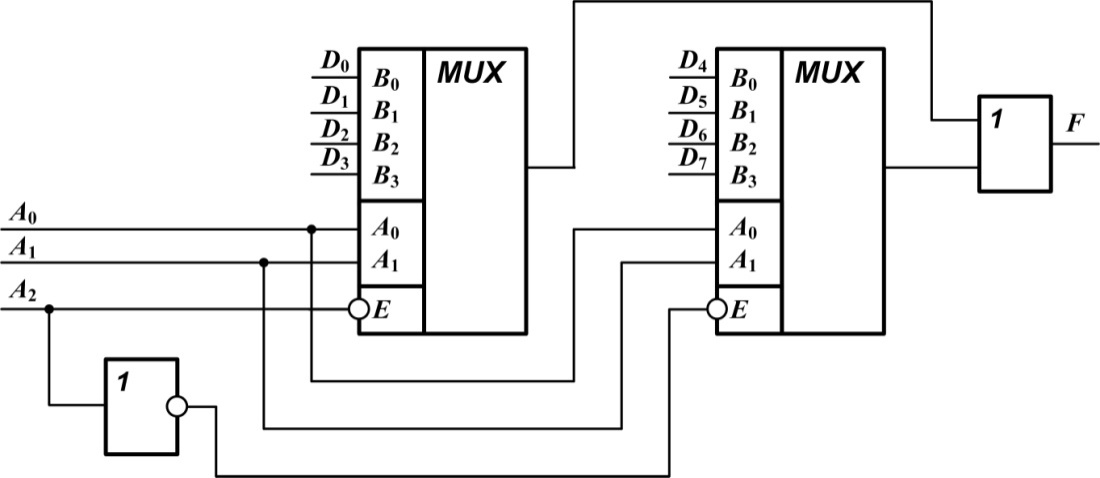 D₀ B₀ MUX
D₁ B₁
D₂ B₂
D₃ B₃
A₀ A₀
A₁ A₁
A₂ E
1
D₄ B₀ MUX
D₅ B₁
D₆ B₂
D₇ B₃
A₀
A₁
E
1 F